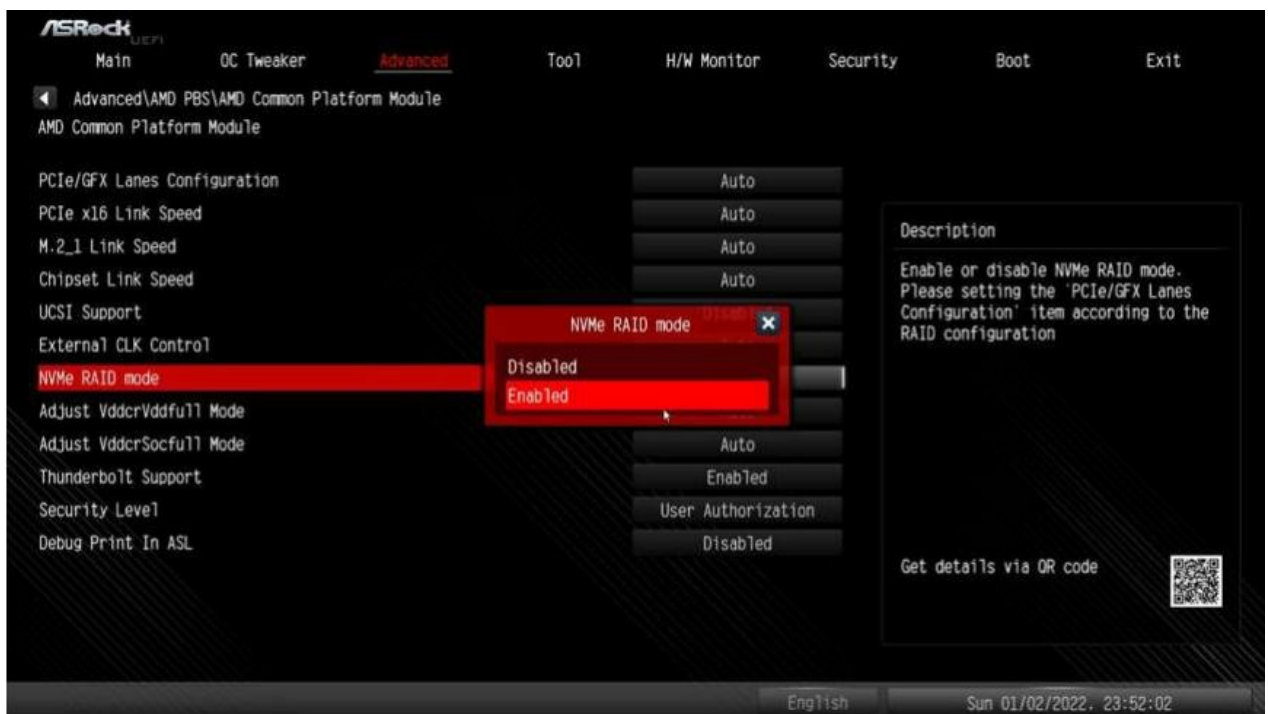 ASRock
UEFI
Main OC Tweaker Advanced Tool H/W Monitor Security Boot Exit
Advanced\AMD PBS\AMD Common Platform Module
AMD Common Platform Module
PCIe/GFX Lanes Configuration Auto
PCIe x16 Link Speed Auto
M.2_1 Link Speed Auto
Chipset Link Speed Auto
UCSI Support Disabled
External CLK Control
NVMe RAID mode
Adjust VddcrVddfull Mode
Adjust VddcrSocfull Mode Auto
Thunderbolt Support Enabled
Security Level User Authorization
Debug Print In ASL Disabled
NVMe RAID mode
Disabled
Enabled
Description
Enable or disable NVMe RAID mode.
Please setting the 'PCIe/GFX Lanes
Configuration' item according to the
RAID configuration
Get details via QR code
English Sun 01/02/2022. 23:52:02